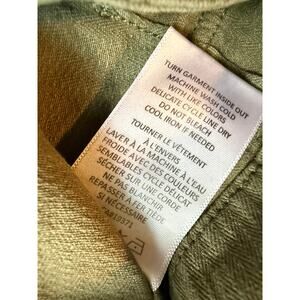 TURN GARMENT INSIDE OUT
MACHINE WASH COLD
WITH LIKE COLORS
DELICATE CYCLE LINE DRY
DO NOT BLEACH
COOL IRON IF NEEDED
TOURNER LE VÊTEMENT
À L'ENVERS
LAVER À LA MACHINE À L'EAU
FROIDE AVEC DES COULEURS
SEMBLABLES CYCLE DÉLICAT
SÉCHER SUR UNE CORDE
NE PAS BLANCHIR
REPASSER À FER TIÈDE
SI NÉCESSAIRE